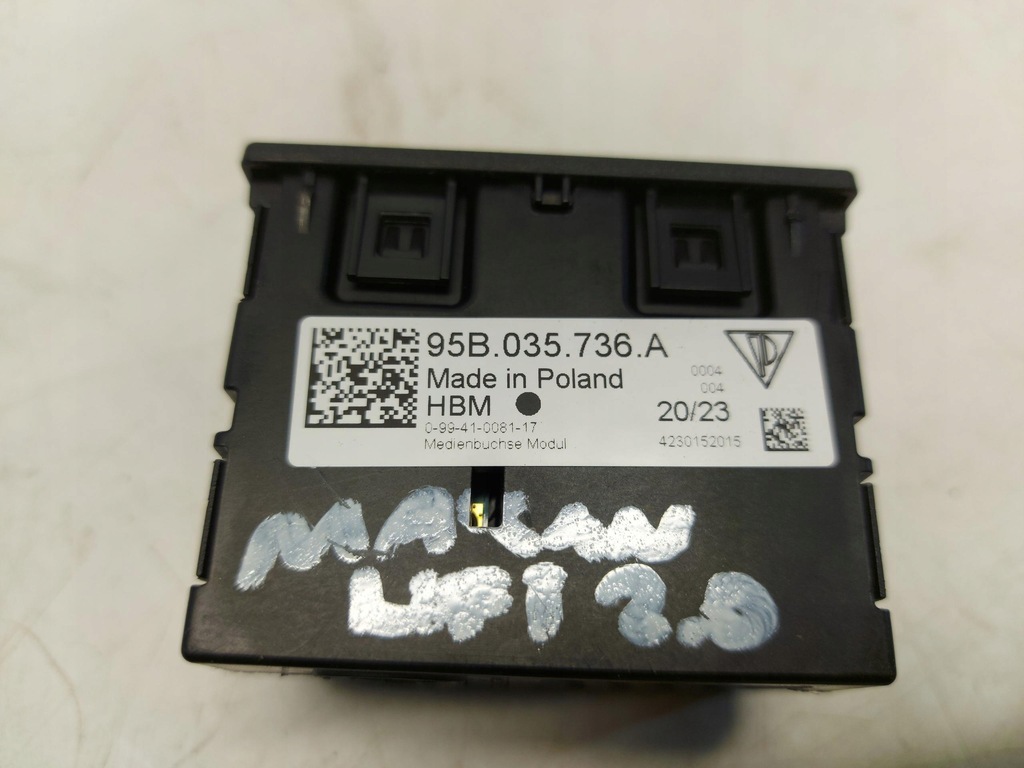 95B.035.736.A
Made in Poland
0004
004
HBM
20/23
0-99-41-0081-17
Medienbuchse Modul
4230152015
MACAN
LIFT 2.0